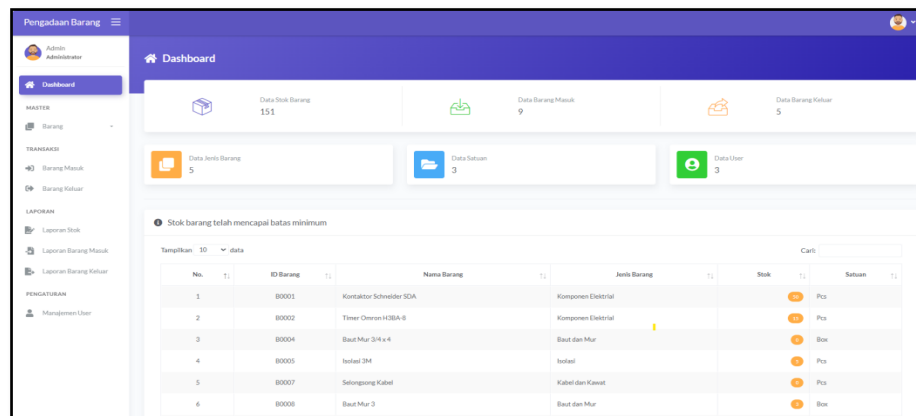 Pengadaan Barang
Admin
Administrator
Dashboard
Dashboard
MASTER
Barang
TRANSAKSI
Barang Masuk
Barang Keluar
LAPORAN
Laporan Stok
Laporan Barang Masuk
Laporan Barang Keluar
PENGATURAN
Manajemen User
Data Stok Barang
151
Data Barang Masuk
9
Data Barang Keluar
5
Data Jenis Barang
5
Data Satuan
3
Data User
3
Stok barang telah mencapai batas minimum
Tampilkan 10 data
Cari:
No. ID Barang Nama Barang Jenis Barang Stok Satuan
1 B0001 Kontaktor Schneider SDA Komponen Elektrial Pcs
2 B0002 Timer Omron H3BA-8 Komponen Elektrial Pcs
3 B0004 Baut Mur 3/4 x 4 Baut dan Mur Box
4 B0005 Isolasi 3M Isolasi Pcs
5 B0007 Selongsong Kabel Kabel dan Kawat Pcs
6 B0008 Baut Mur 3 Baut dan Mur Box